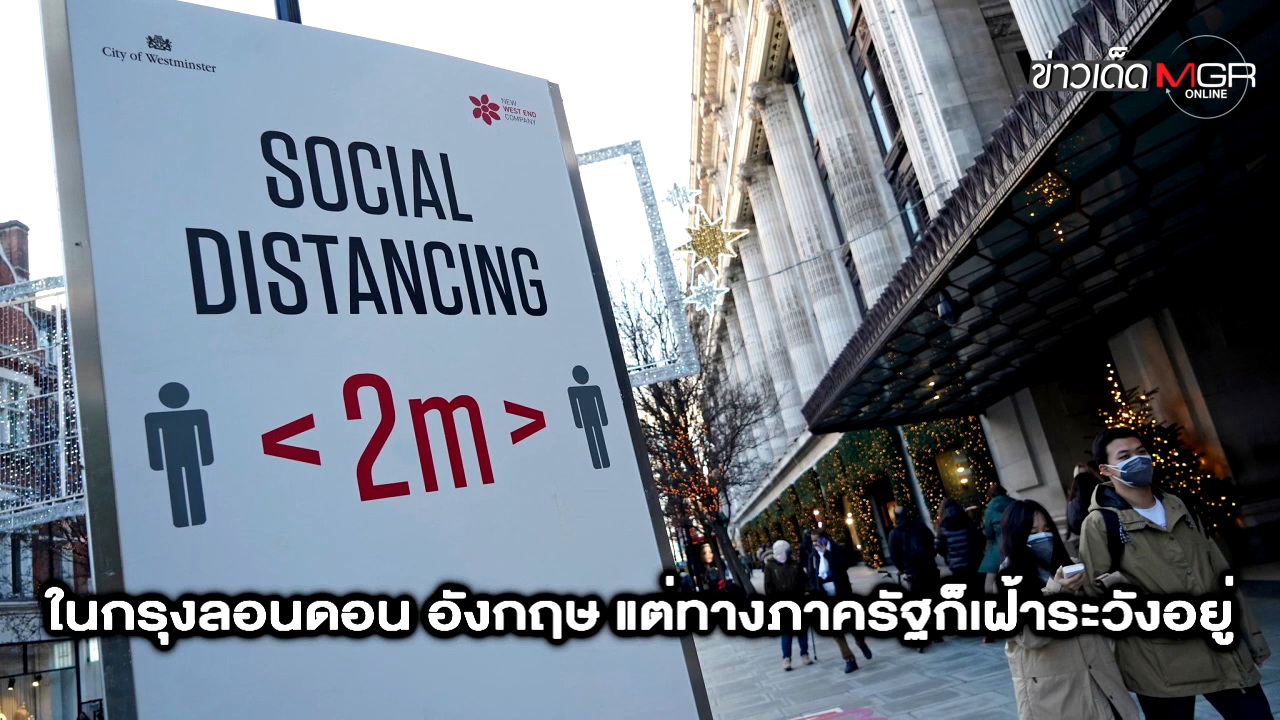 City of Westminster
NEW
WEST END
COMPANY
ข่าวเด็ด MGR
ONLINE
SOCIAL
DISTANCING
< 2m >
ในกรุงลอนดอน อังกฤษ แต่ทางภาครัฐก็เฝ้าระวังอยู่